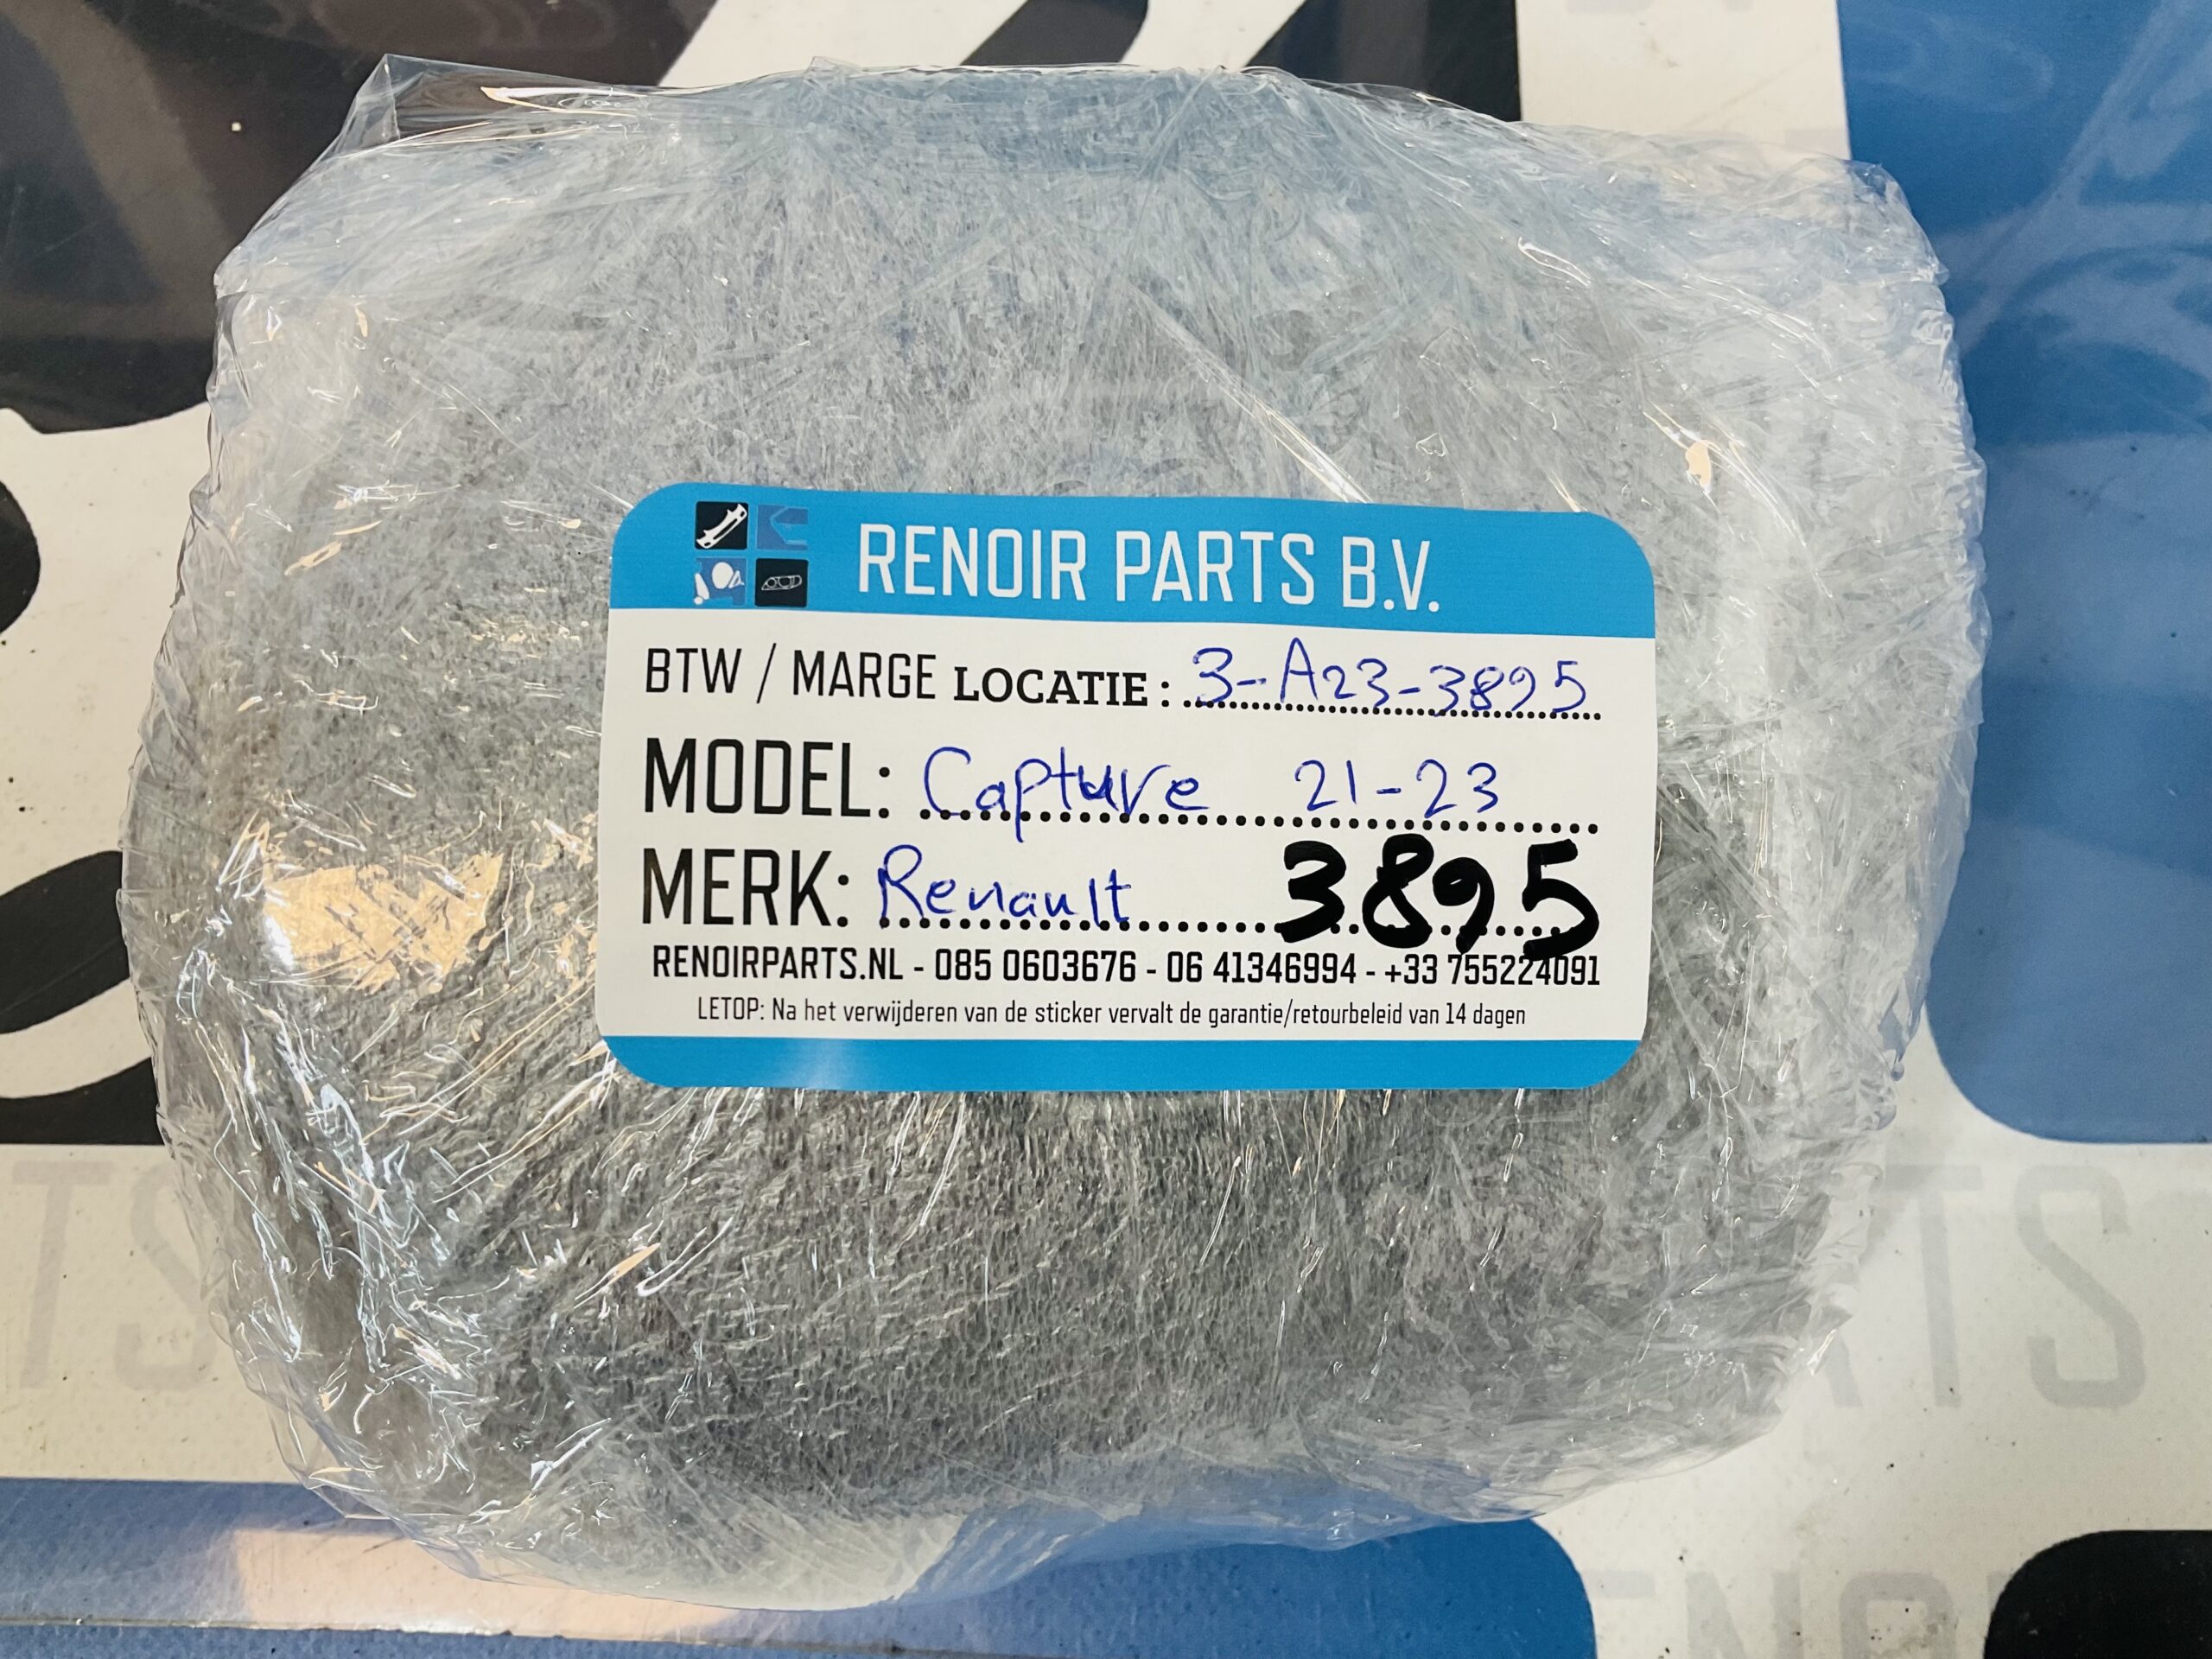 RENOIR PARTS B.V.
BTW / MARGE LOCATIE : 3-A23-3895
MODEL: Capture 21-23
MERK: Renault 3895
RENOIRPARTS.NL - 085 0603676 - 06 41346994 - +33 755224091
LETOP: Na het verwijderen van de sticker vervalt de garantie/retourbeleid van 14 dagen